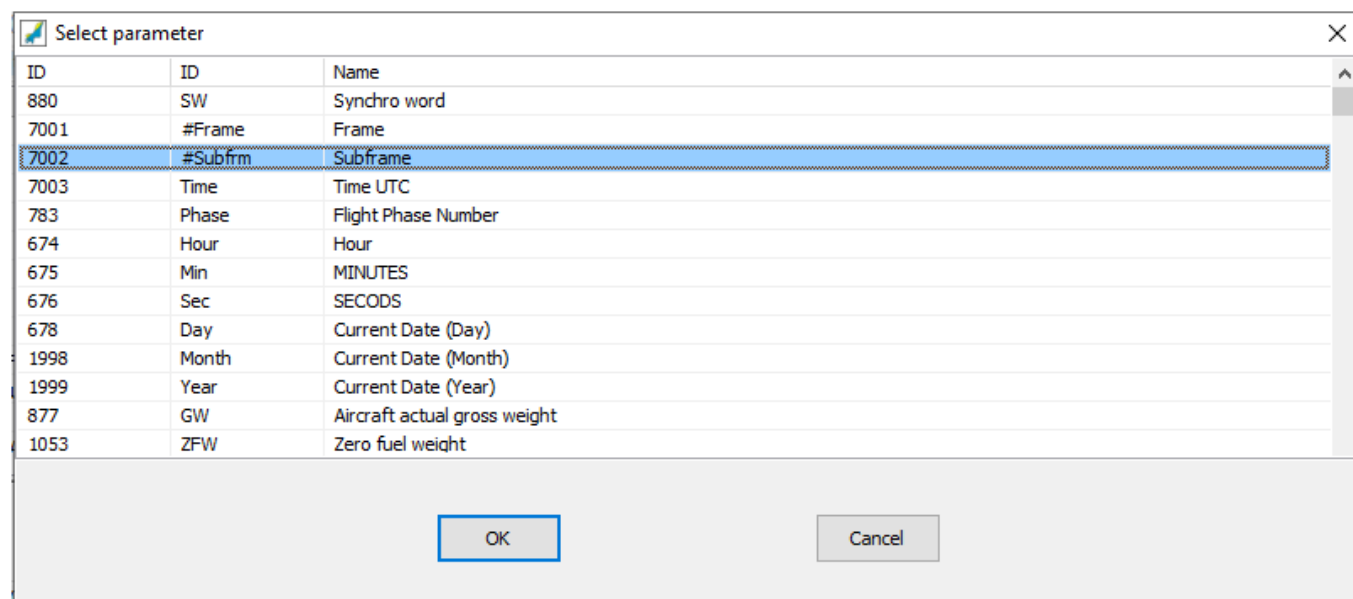 Select parameter
ID ID Name
880 SW Synchro word
7001 #Frame Frame
7002 #Subfrm Subframe
7003 Time Time UTC
783 Phase Flight Phase Number
674 Hour Hour
675 Min MINUTES
676 Sec SECODS
678 Day Current Date (Day)
1998 Month Current Date (Month)
1999 Year Current Date (Year)
877 GW Aircraft actual gross weight
1053 ZFW Zero fuel weight
OK Cancel